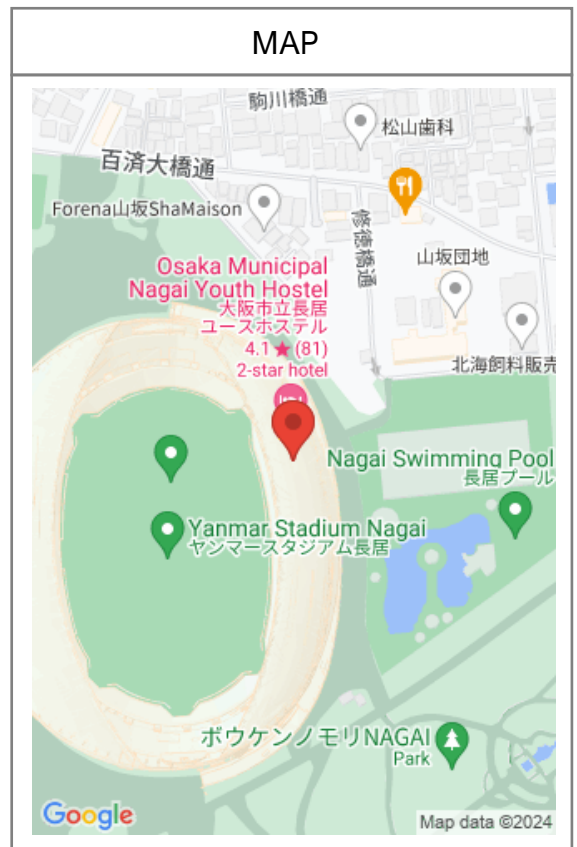 MAP
駒川橋通
松山歯科
百済大橋通
Forena山坂ShaMaison
修徳橋通
山坂団地
Osaka Municipal
Nagai Youth Hostel
大阪市立長居
ユースホステル
4.1★(81)
2-star hotel
北海飼料販売
Nagai Swimming Pool
長居プール
Yanmar Stadium Nagai
ヤンマースタジアム長居
ボウケンノモリNAGAI
Park
Google
Map data ©2024